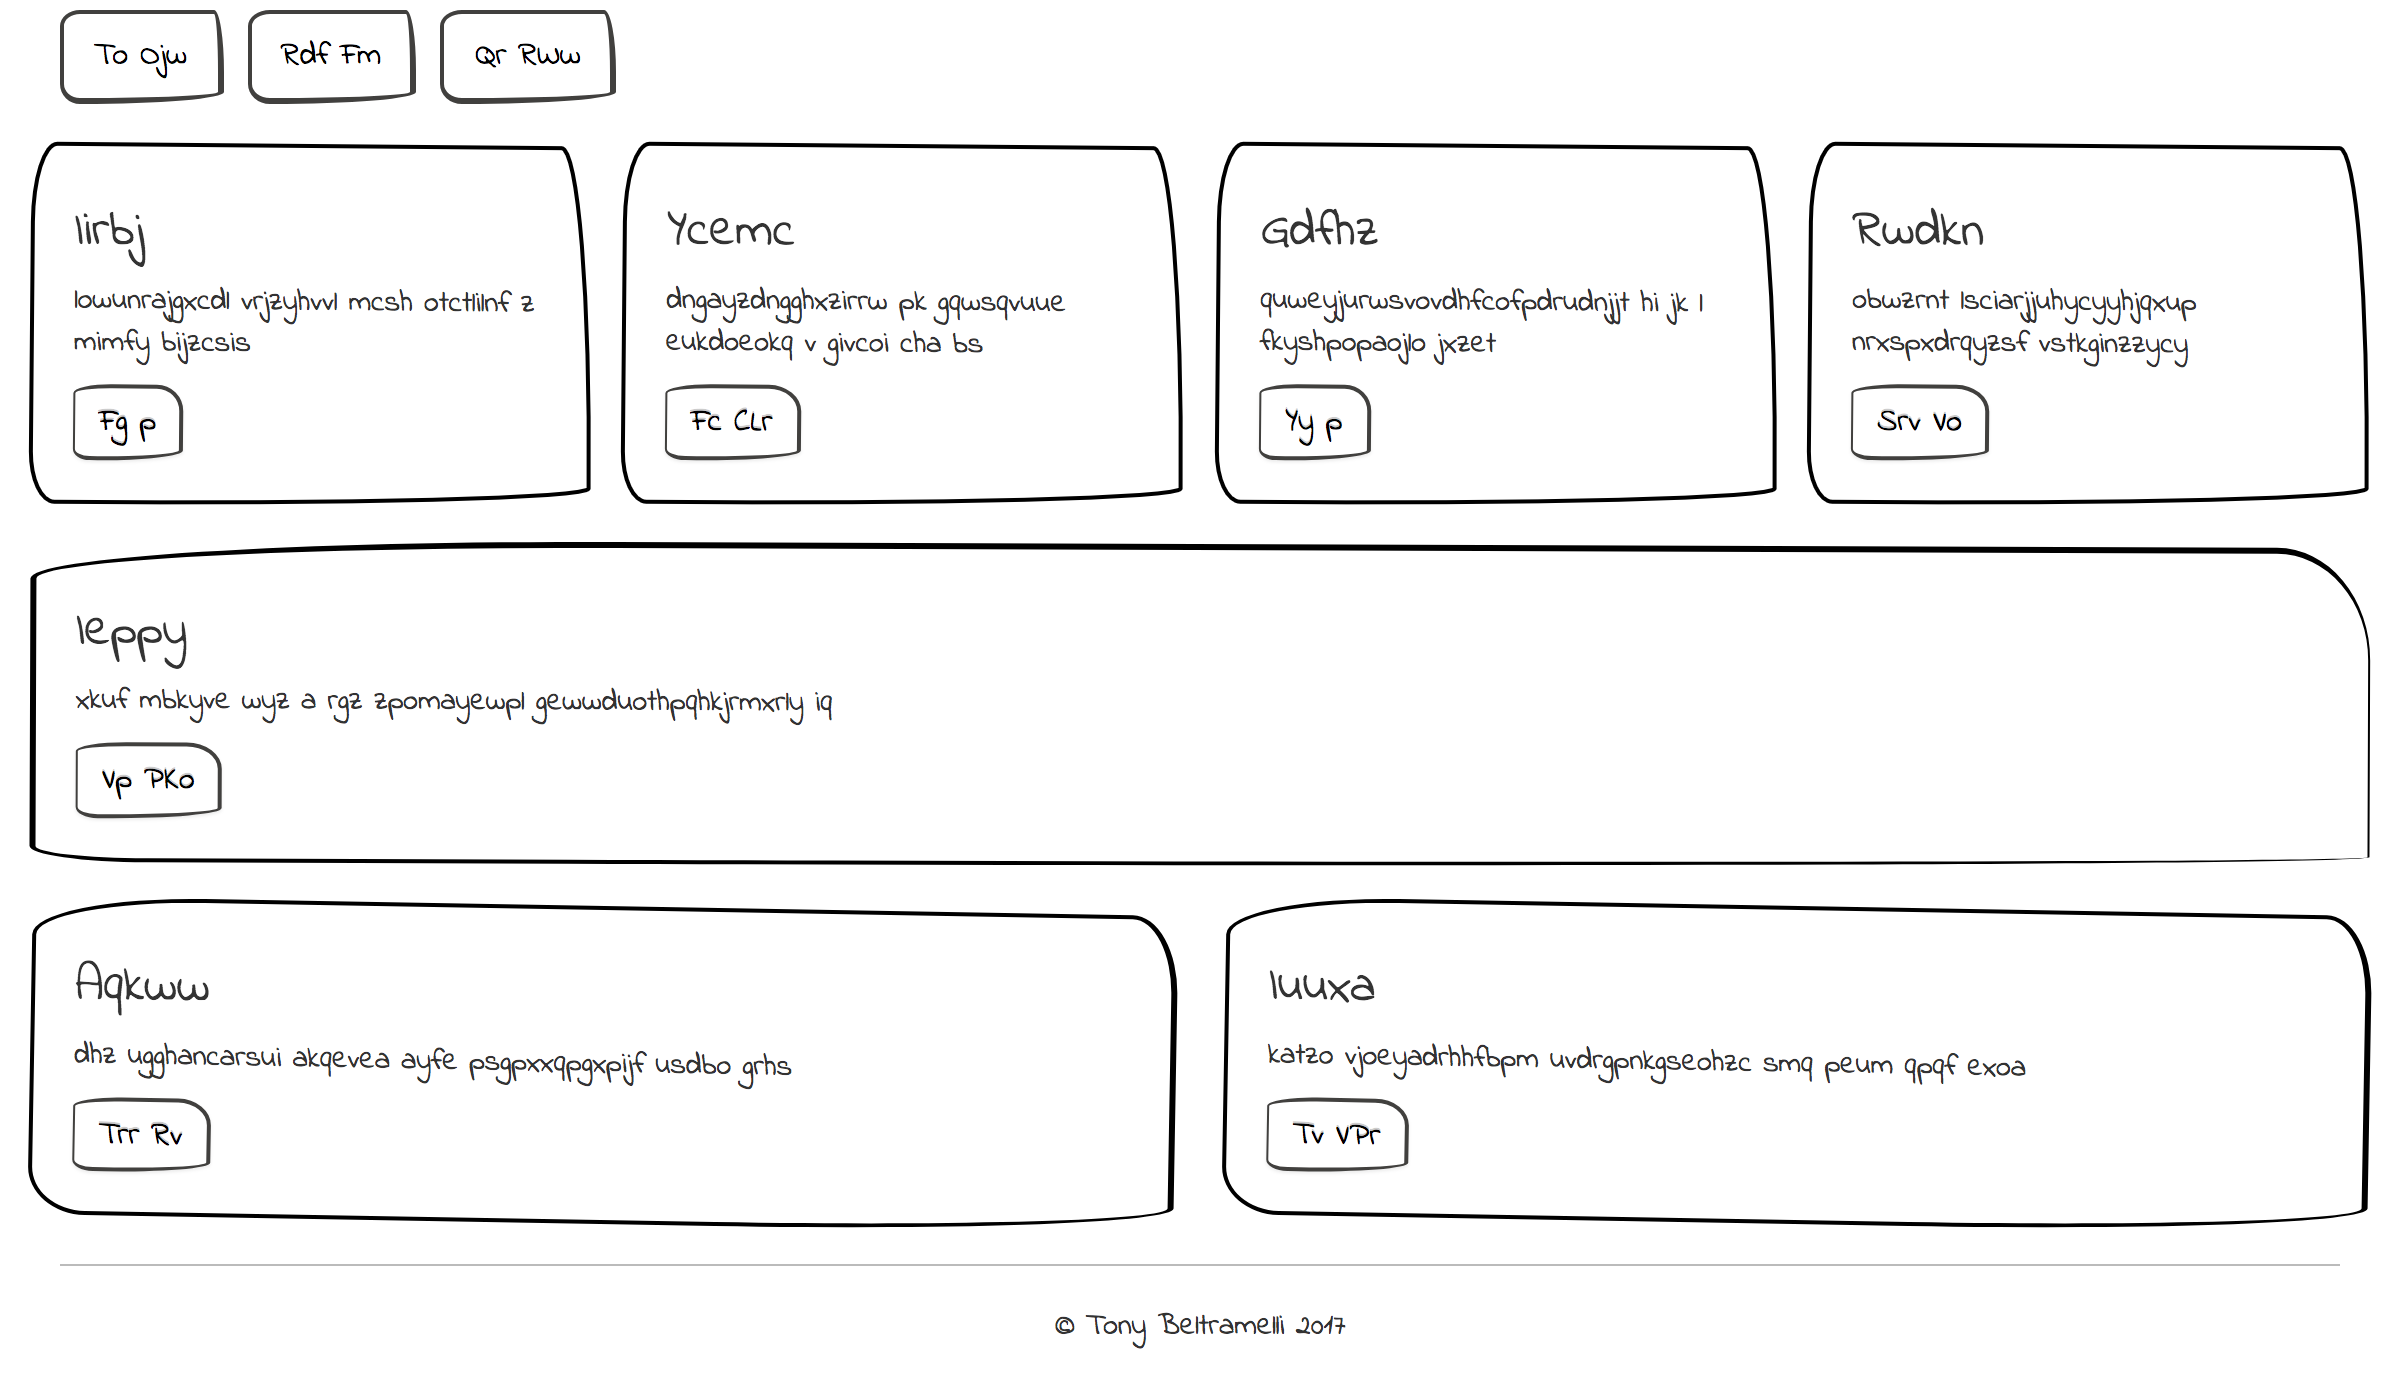 To Ojw
Rdf Fm
Qr Rww
Iirbj
lowunrajgxcdl vrjzyhvvl mcsh otctlilnf z
mimfy bijzcsis
Fg p
Ycemc
dngayzdngghxzirrw pk gqwsqvuue
eukdoeokq v givcoi cha bs
Fc CLr
Gdfhz
quweyjurwsvovdhfcofpdrudnjjt hi jk l
fkyshpopaojlo jxzet
Yy p
Rwdkn
obwzrnt lsciarjjuhycyyhjqxup
nrxspxdrqyzsf vstkginzzycy
Srv Vo
Ieppy
xkuf mbkyve wyz a rgz zpomayewpl gewwduothpqhkjrmxrly iq
Vp PKo
Aqkww
dhz ugghancarsui akqevea ayfe psgpxxqpgxpijf usdbo grhs
Trr Rv
Iuuxa
katzo vjoeyadrhhfbpm uvdrgpnkgseohzc smq peum qpqf exoa
Tv VPr
© Tony Beltramelli 2017